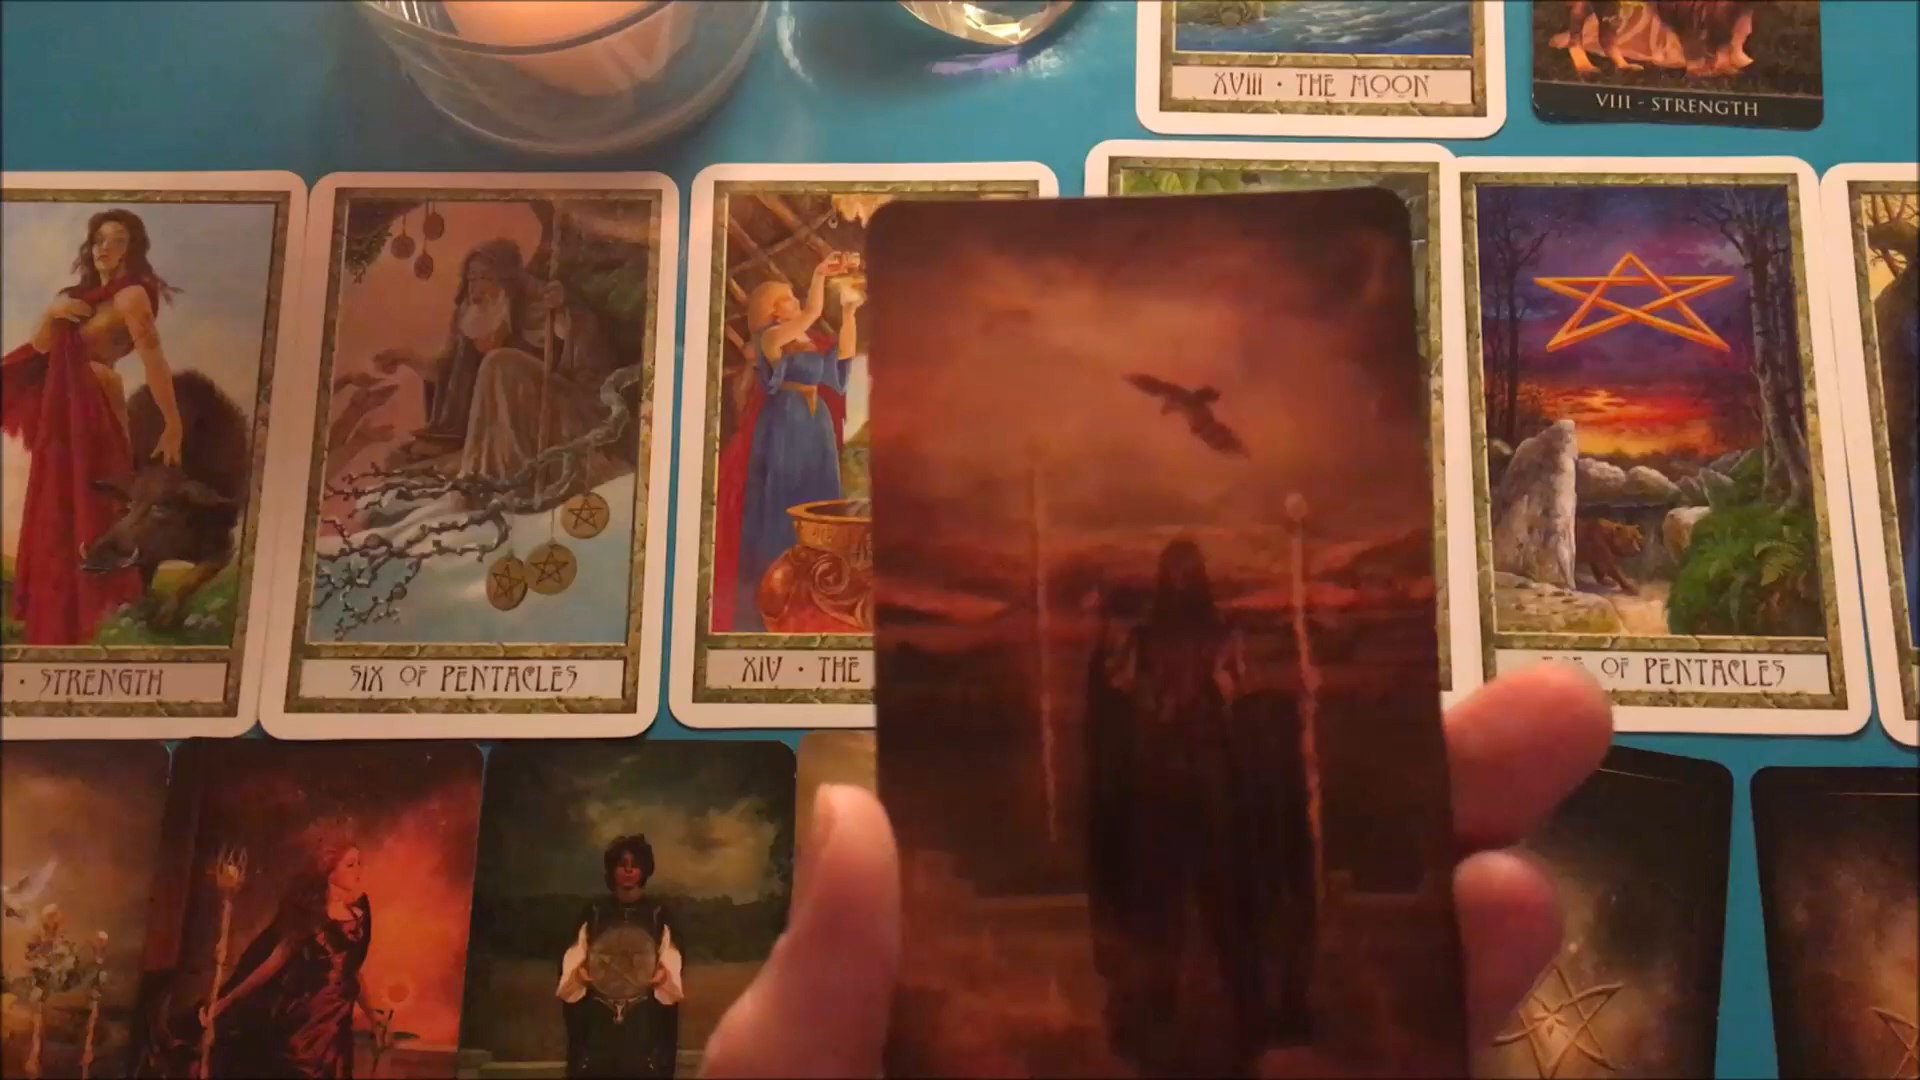 XVIII · THE MOON
VIII - STRENGTH
· STRENGTH
SIX OF PENTACLES
XIV · THE
OF PENTACLES